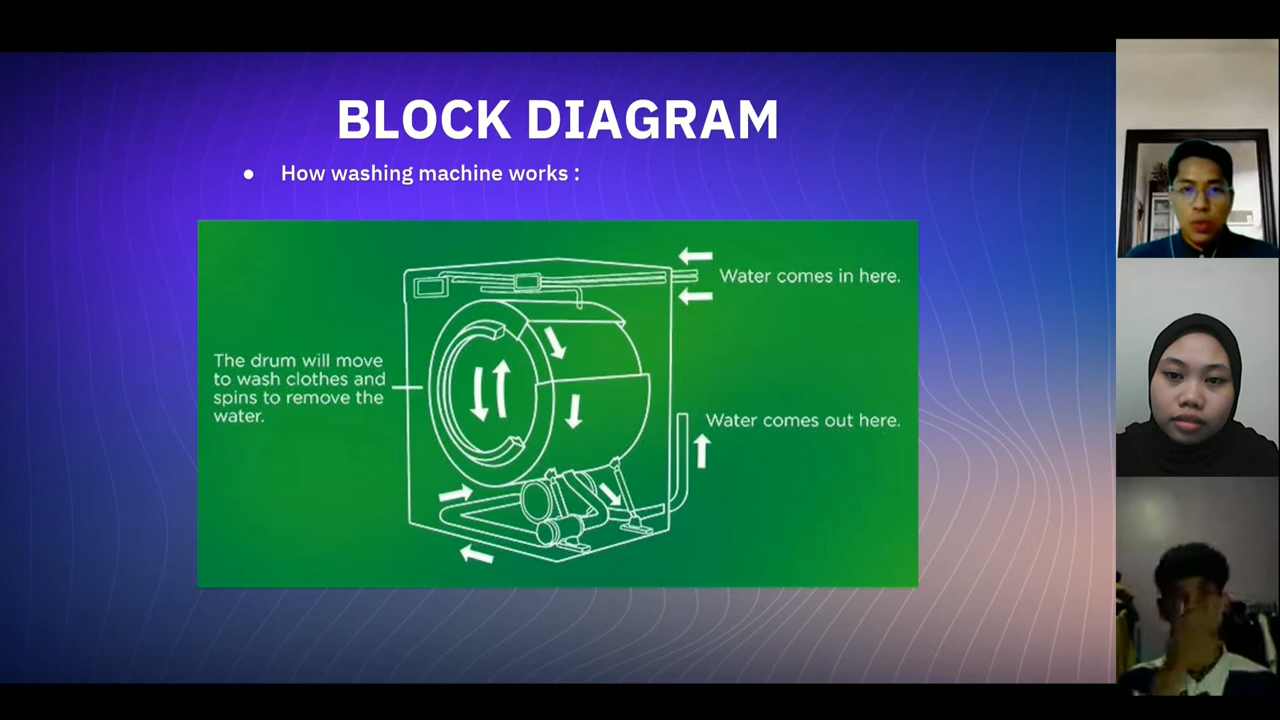 BLOCK DIAGRAM
● How washing machine works :
Water comes in here.
The drum will move
to wash clothes and
spins to remove the
water.
Water comes out here.